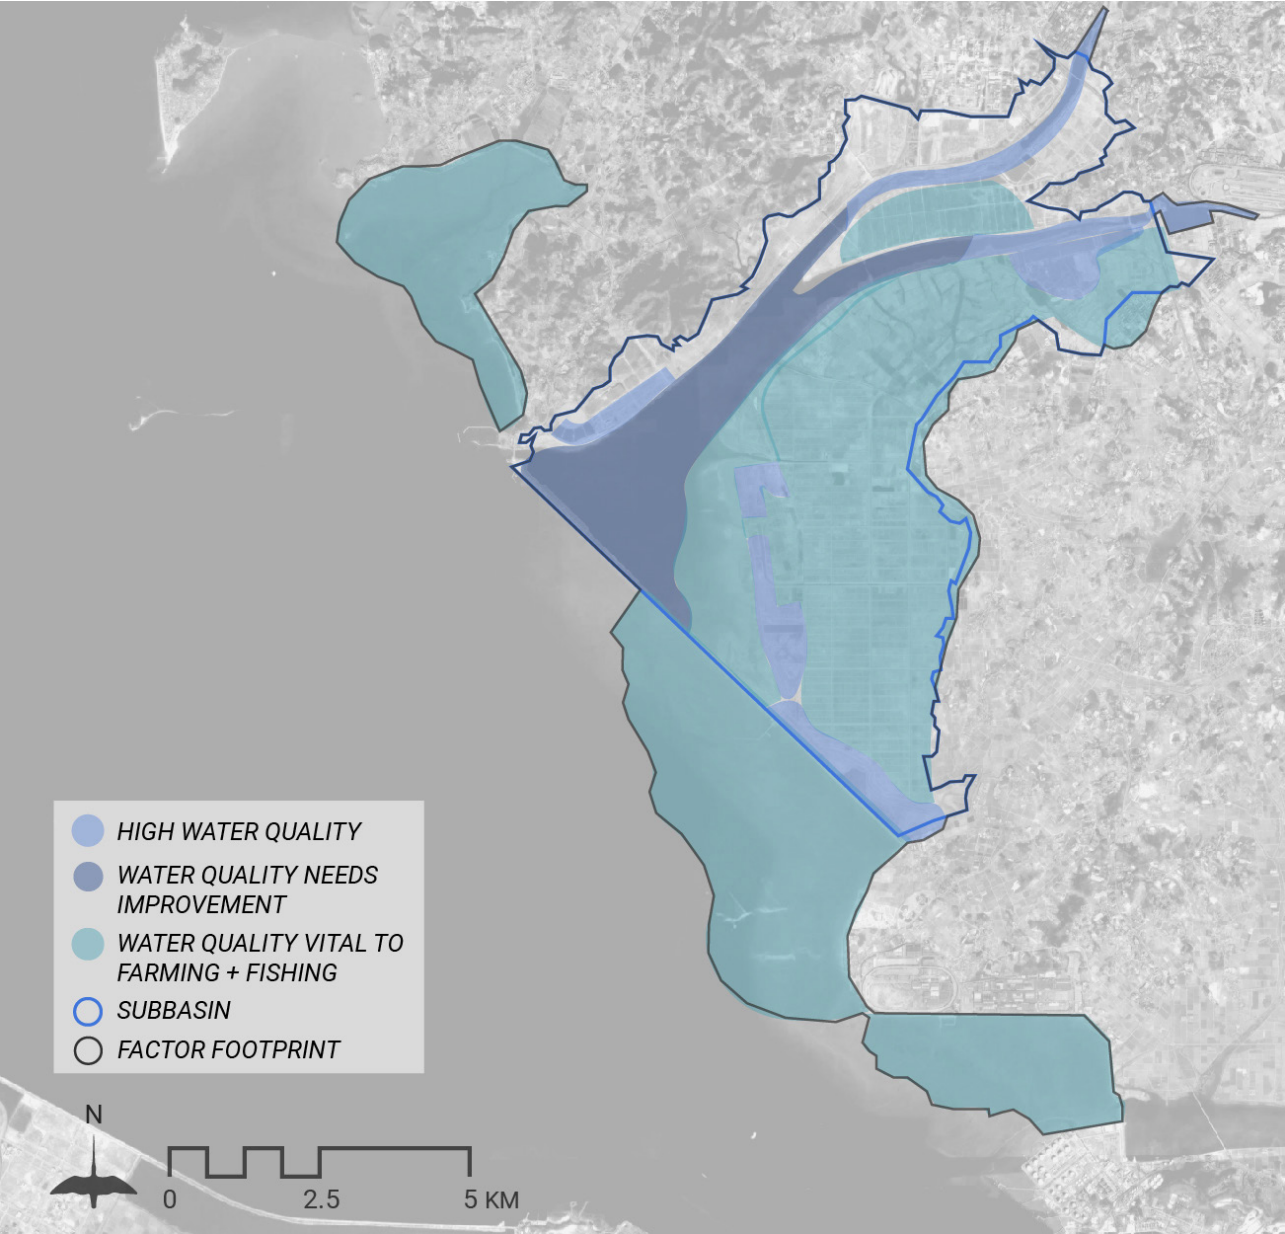 HIGH WATER QUALITY
WATER QUALITY NEEDS
IMPROVEMENT
WATER QUALITY VITAL TO
FARMING + FISHING
SUBBASIN
FACTOR FOOTPRINT
N
0 2.5 5 KM